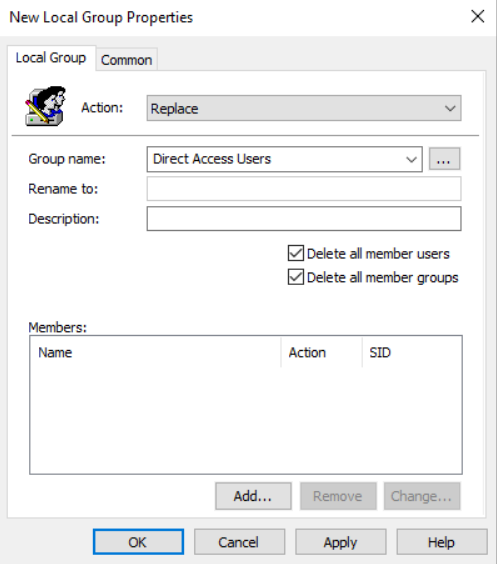 New Local Group Properties
Local Group Common
Action: Replace
Group name: Direct Access Users ...
Rename to:
Description:
Delete all member users
Delete all member groups
Members:
Name Action SID
Add... Remove Change...
OK Cancel Apply Help